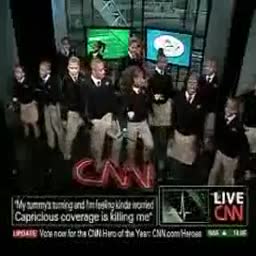 CNN
"My tummy's turning and I'm feeling kinda worried
Capricious coverage is killing me"
LIVE
CNN
UPDATE Vote now for the CNN Hero of the Year: CNN.com/Heroes